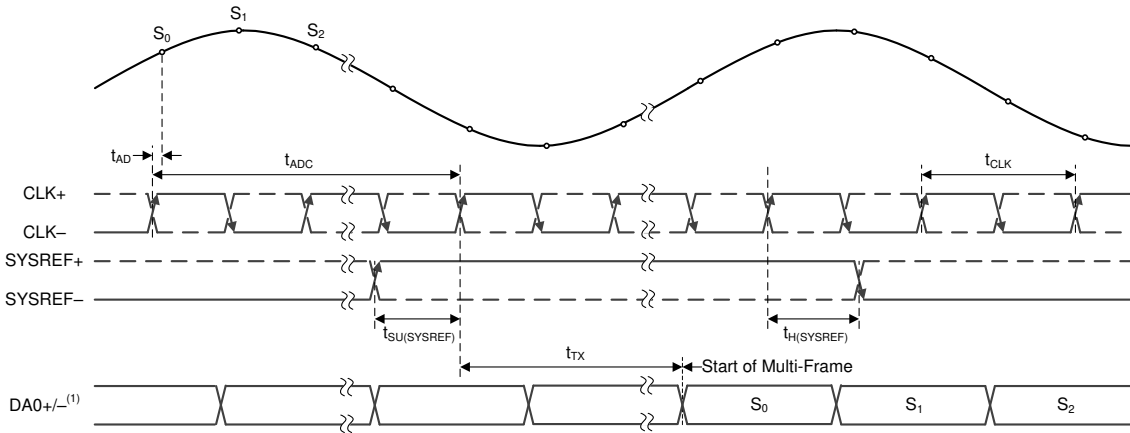 S0
S1
S2
tAD
tADC
tCLK
CLK+
CLK–
SYSREF+
SYSREF–
tSU(SYSREF)
tH(SYSREF)
tTX
Start of Multi-Frame
DA0+/–(1)
S0
S1
S2